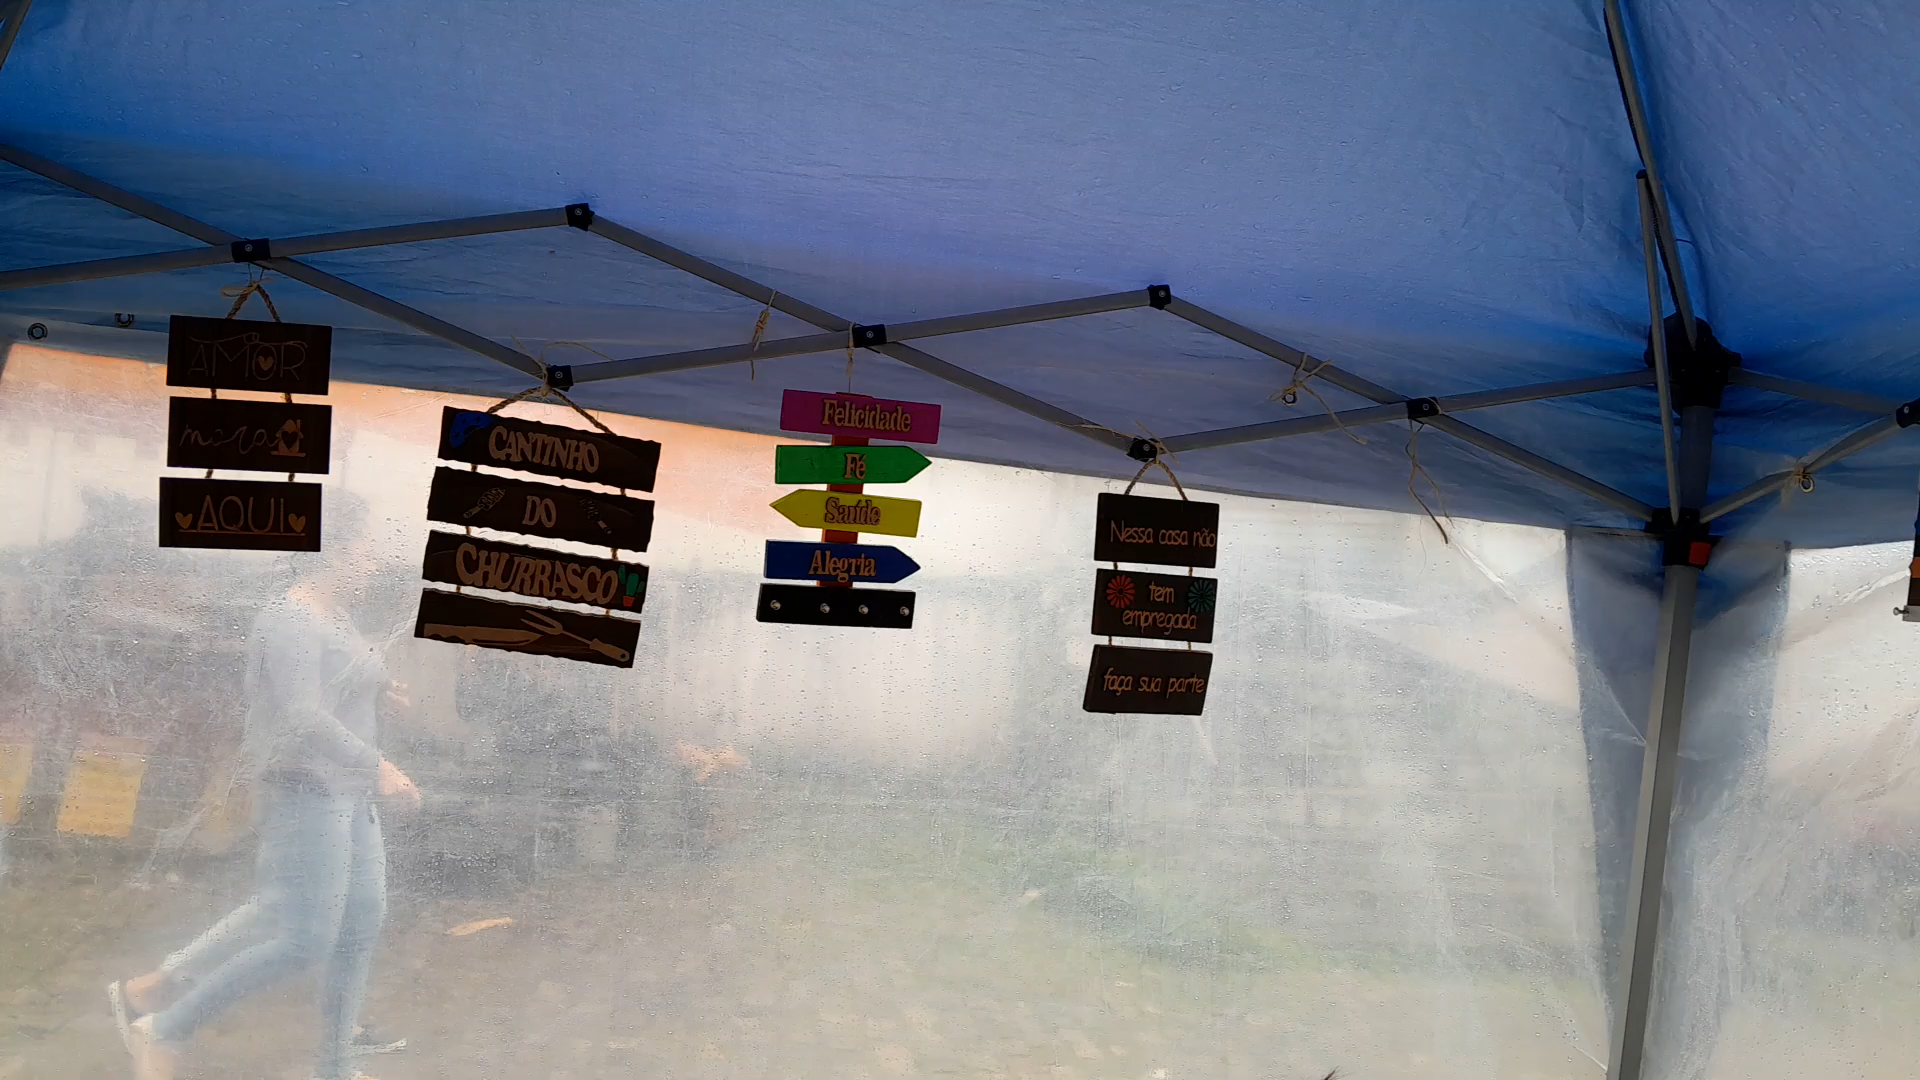 O AMOR
mora
AQUI
CANTINHO
DO
CHURRASCO
Felicidade
Fé
Saúde
Alegria
Nessa casa não
tem
empregada
faça sua parte